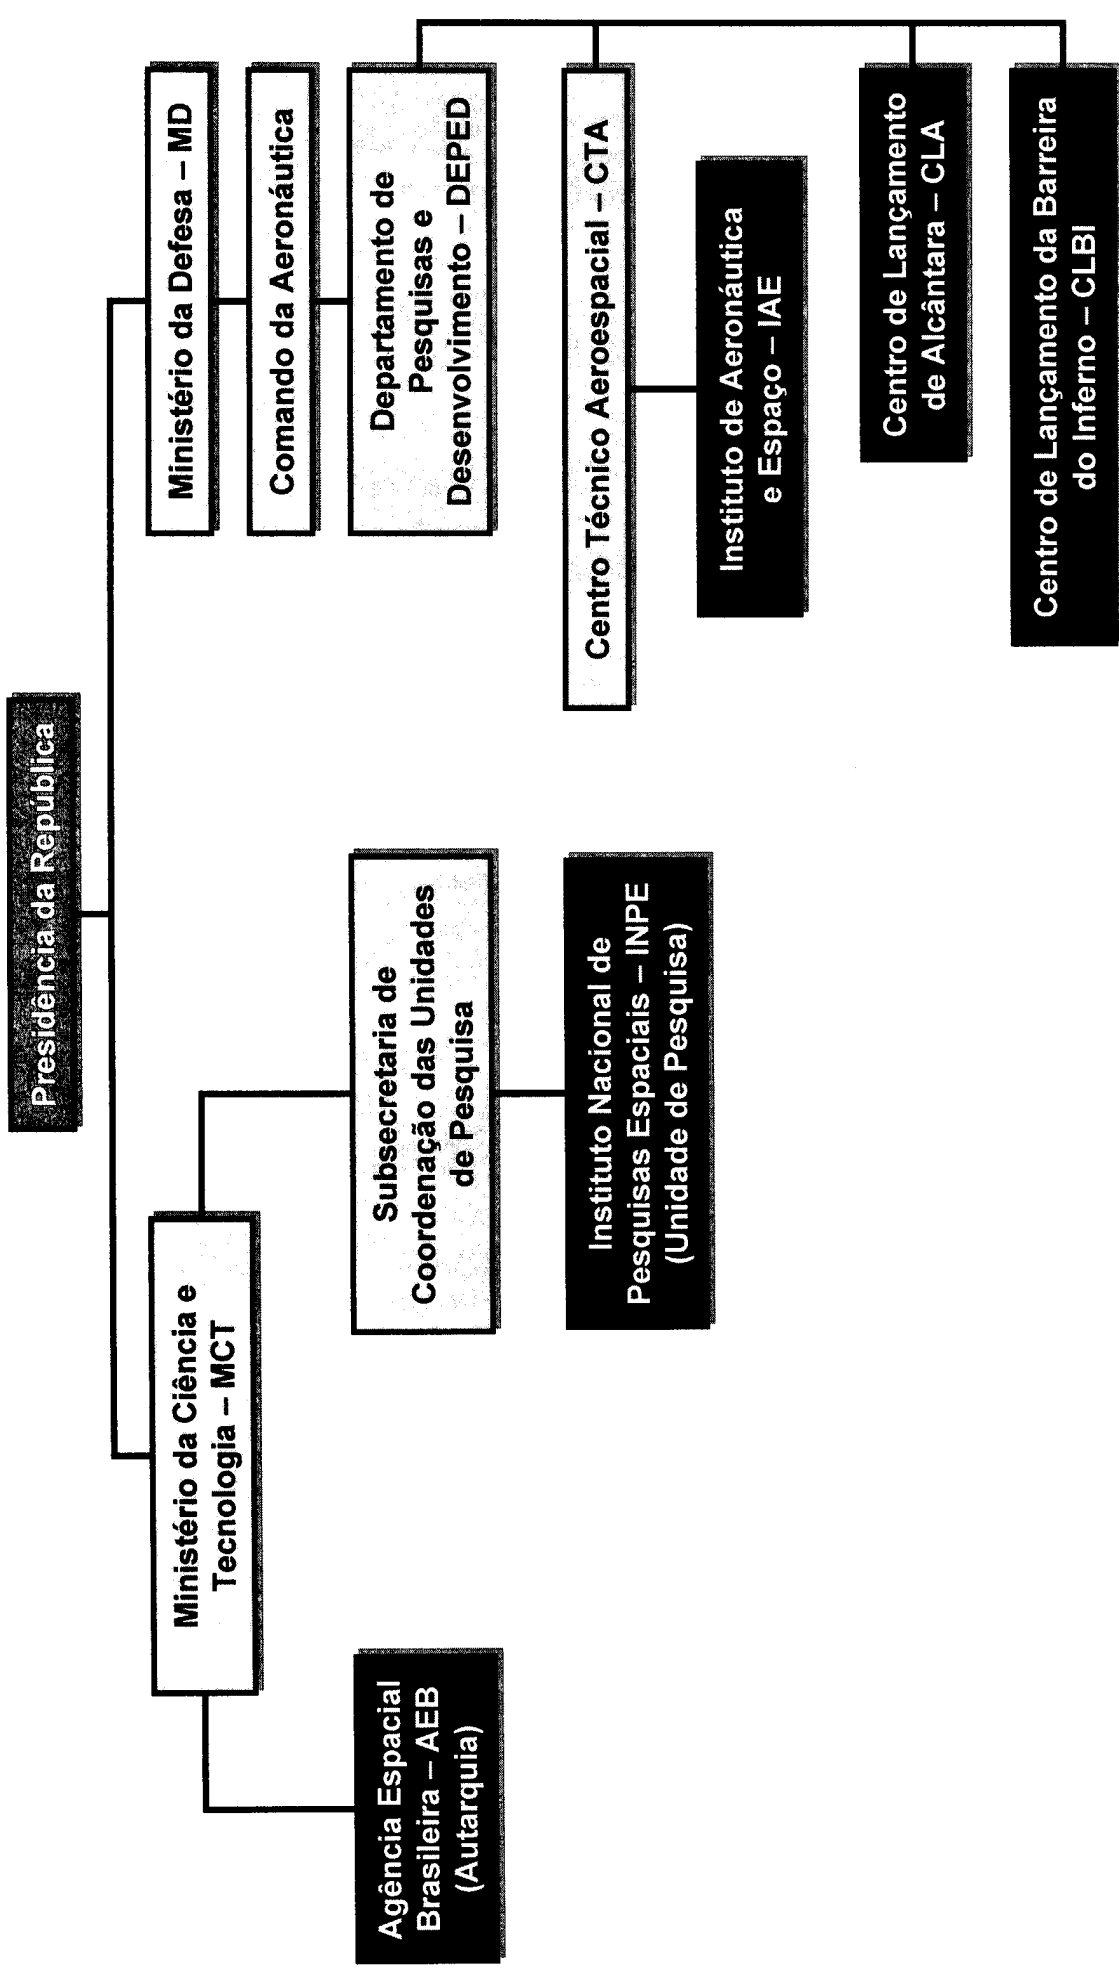 Presidência da República
Ministério da Ciência e
Tecnologia – MCT
Ministério da Defesa – MD
Comando da Aeronáutica
Agência Espacial
Brasileira – AEB
(Autarquia)
Subsecretaria de
Coordenação das Unidades
de Pesquisa
Departamento de
Pesquisas e
Desenvolvimento – DEPED
Instituto Nacional de
Pesquisas Espaciais – INPE
(Unidade de Pesquisa)
Centro Técnico Aeroespacial – CTA
Instituto de Aeronáutica
e Espaço – IAE
Centro de Lançamento
de Alcântara – CLA
Centro de Lançamento da Barreira
do Inferno – CLBI